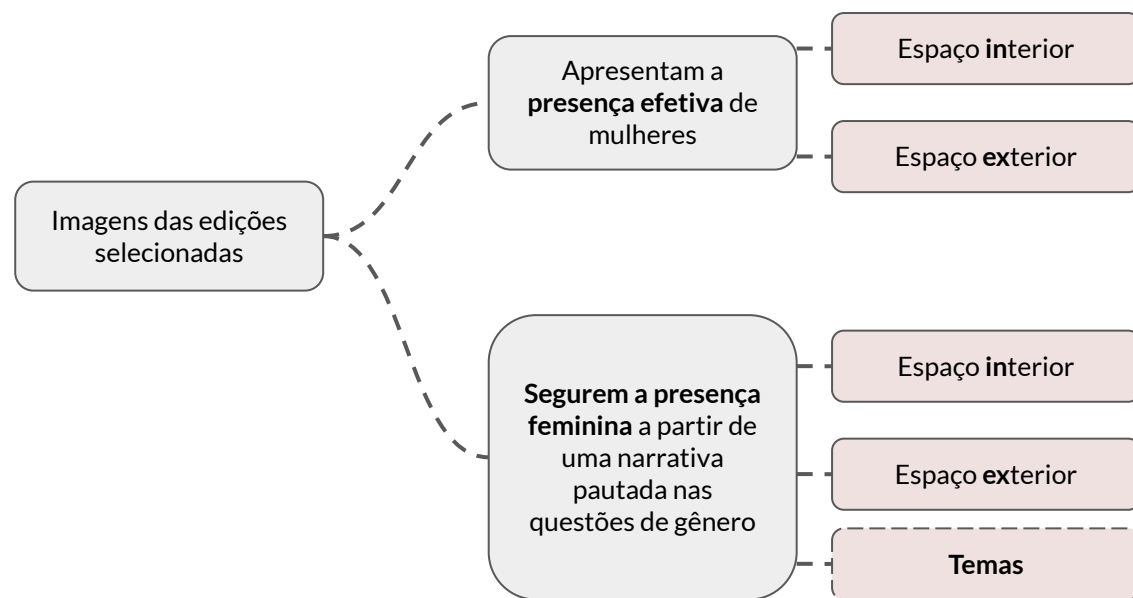 Imagens das edições
selecionadas
Apresentam a
presença efetiva de
mulheres
Espaço interior
Espaço exterior
Segurem a presença
feminina a partir de
uma narrativa
pautada nas
questões de gênero
Espaço interior
Espaço exterior
Temas